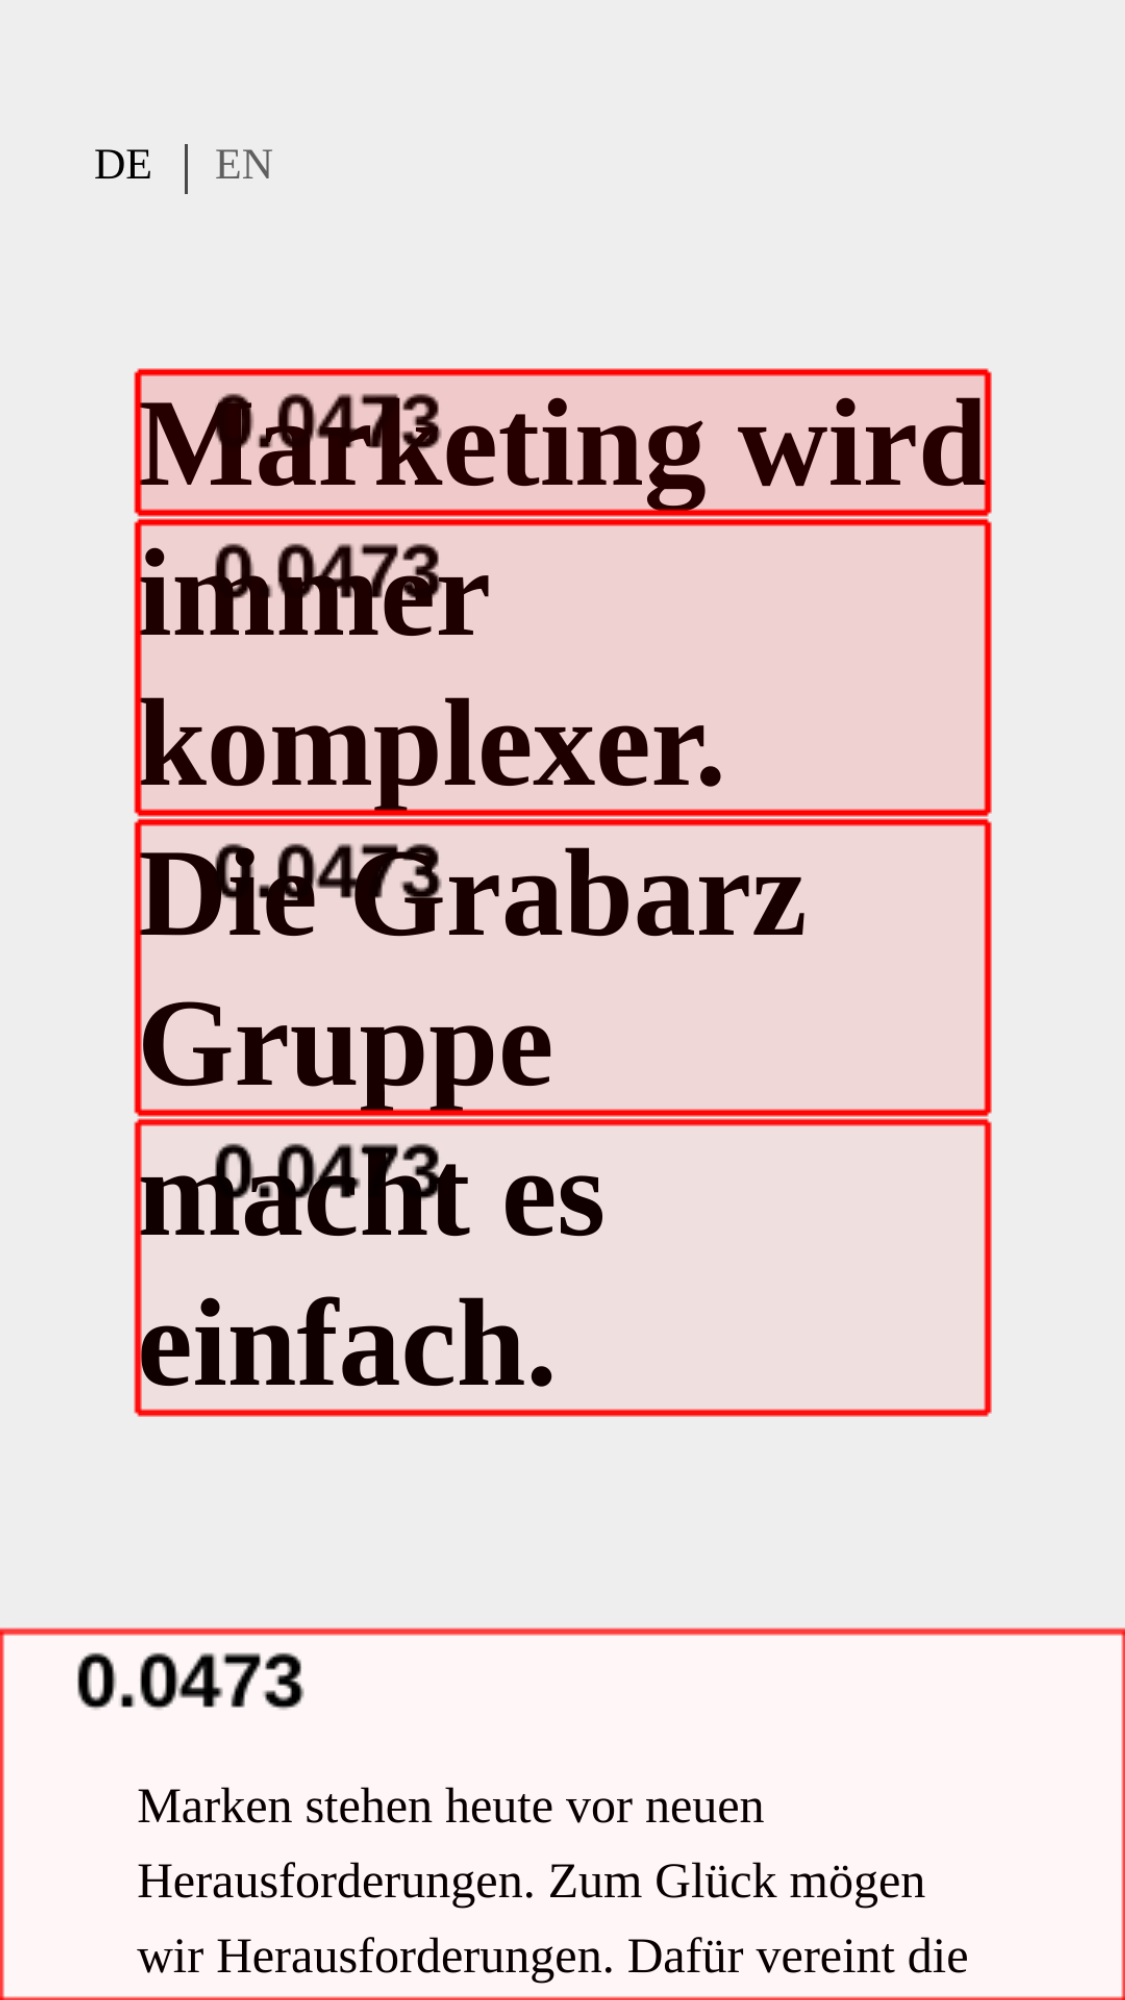 DE | EN
0.0473
Marketing wird
0.0473
immer
komplexer.
0.0473
Die Grabarz
Gruppe
0.0473
macht es
einfach.
0.0473
Marken stehen heute vor neuen
Herausforderungen. Zum Glück mögen
wir Herausforderungen. Dafür vereint die